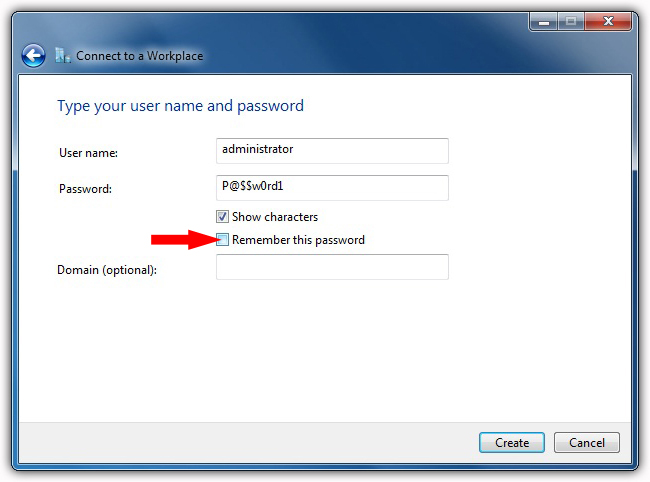 Connect to a Workplace
Type your user name and password
User name: administrator
Password: P@$$w0rd1
Show characters
Remember this password
Domain (optional):
Create Cancel